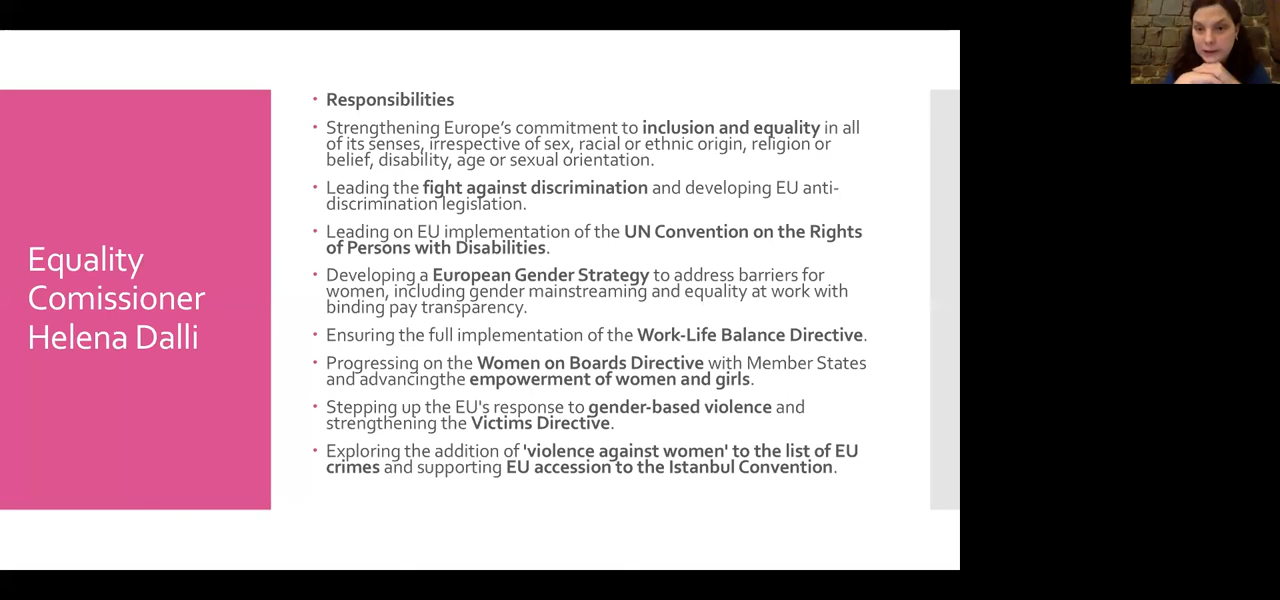 Equality
Comissioner
Helena Dalli
• Responsibilities
• Strengthening Europe's commitment to inclusion and equality in all
of its senses, irrespective of sex, racial or ethnic origin, religion or
belief, disability, age or sexual orientation.
• Leading the fight against discrimination and developing EU anti-
discrimination legislation.
• Leading on EU implementation of the UN Convention on the Rights
of Persons with Disabilities.
• Developing a European Gender Strategy to address barriers for
women, including gender mainstreaming and equality at work with
binding pay transparency.
• Ensuring the full implementation of the Work-Life Balance Directive.
• Progressing on the Women on Boards Directive with Member States
and advancingthe empowerment of women and girls.
• Stepping up the EU's response to gender-based violence and
strengthening the Victims Directive.
• Exploring the addition of 'violence against women' to the list of EU
crimes and supporting EU accession to the Istanbul Convention.